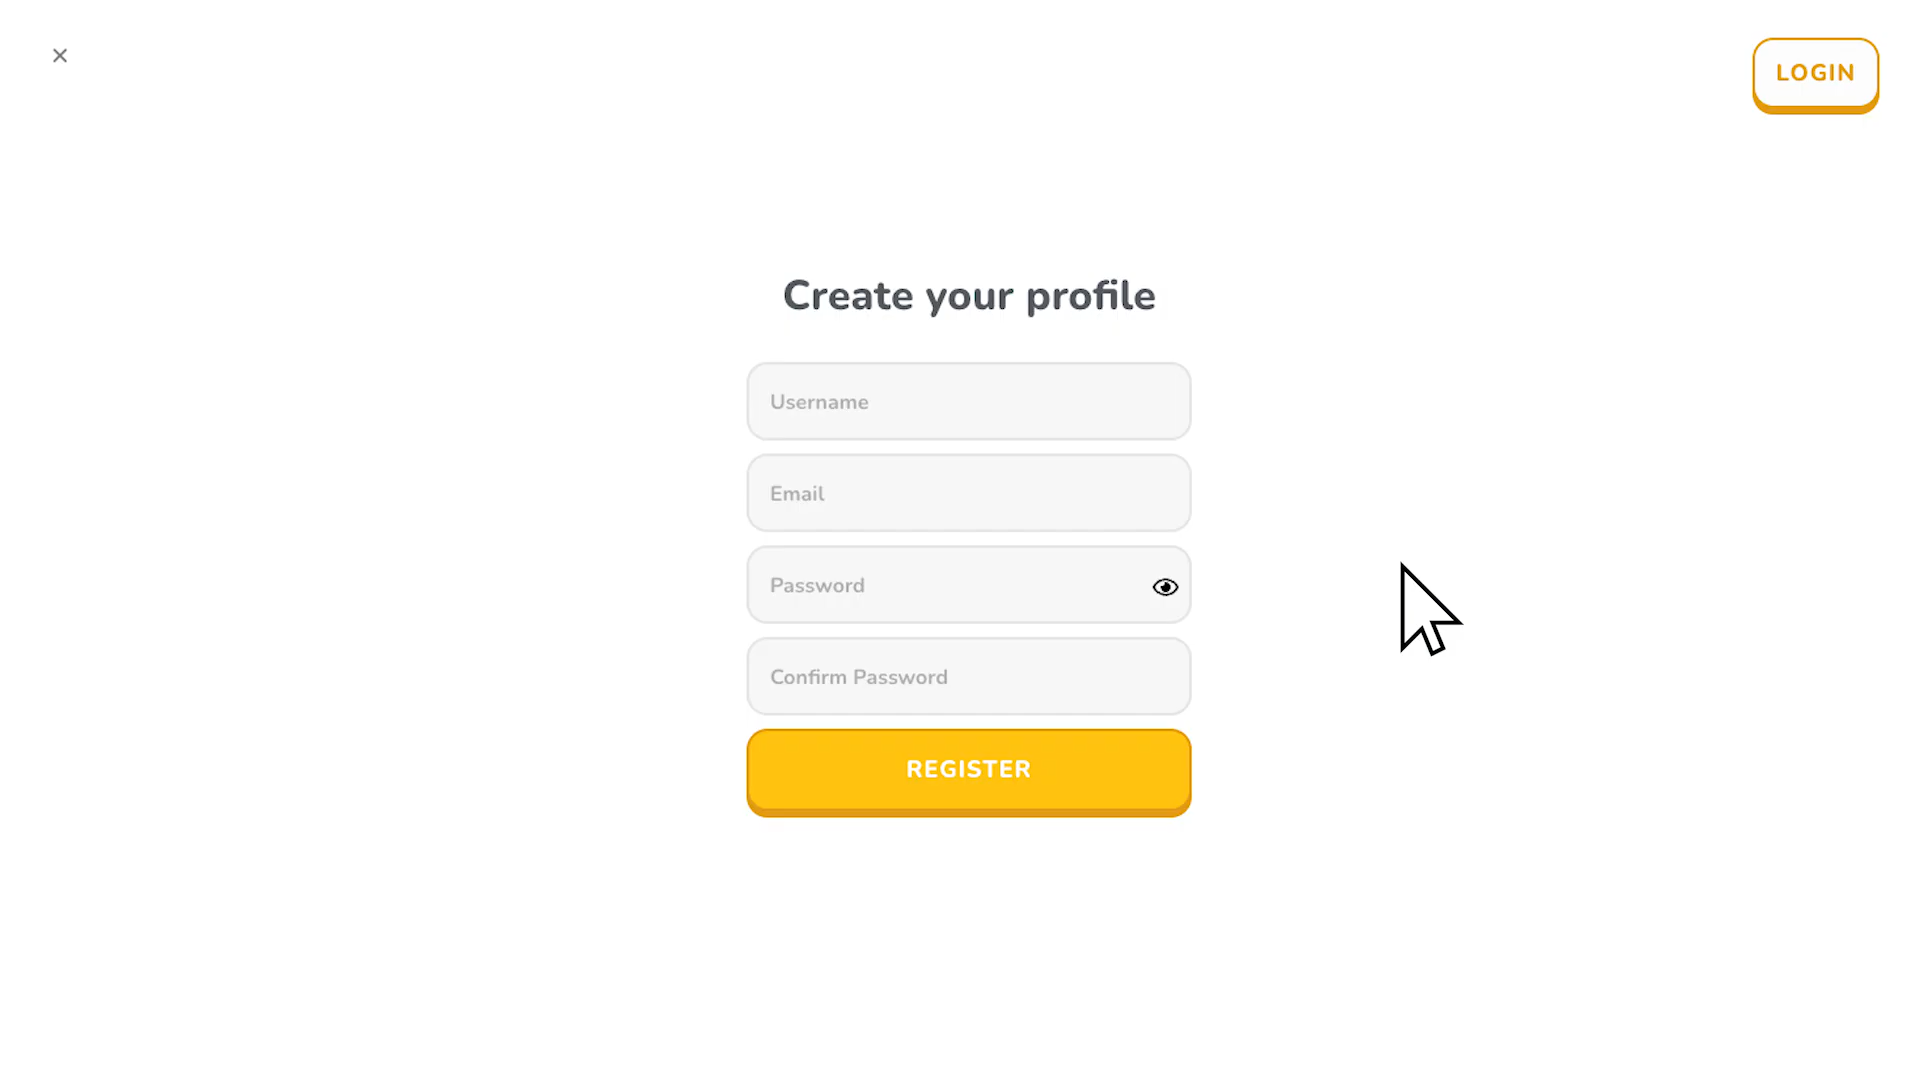 LOGIN
Create your profile
Username
Email
Password
Confirm Password
REGISTER